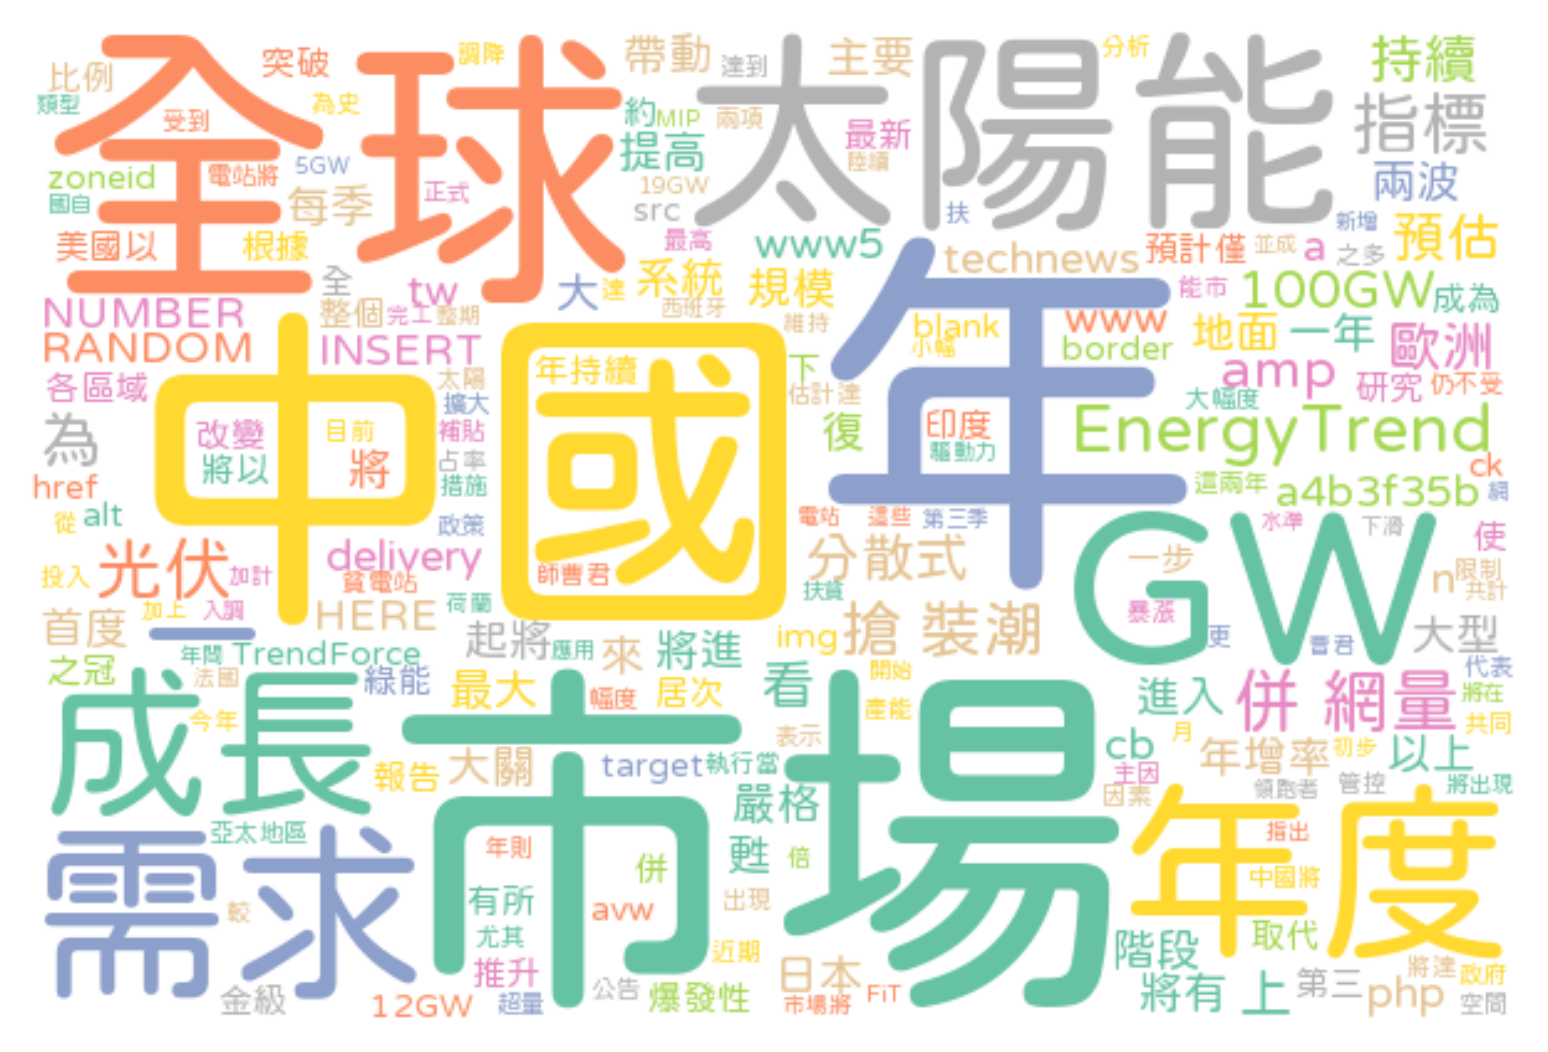 全球
太陽能
比例
突破
調降
帶動
達到
主要
分析
持續
類型
受到
為史
約
MIP
兩項
最新
指標
zoneid
電站將
5GW
提高
陸續
兩波
國自
每季
正式
19GW
src
扶
新增
預估
美國以
根據
最高
www5
technews
預計僅
並成
a
之多
全
tw
大
達
系統
規模
能市
100GW
成為
NUMBER
整個
完工
整期
西班牙
維持
blank
www
地面
一年
歐洲
RANDOM
INSERT
年持續
下
小幅
border
amp
研究
仍不受
各區域
太陽
估計達
大幅度
中國
年
擴大
為
改變
目前
補貼
復
印度
EnergyTrend
將以
將
占率
驅動力
ck
href
措施
這兩年
a4b3f35b
網
從
alt
政策
電站
這些
第三季
水準
下滑
使
光伏
delivery
分散式
GW
一步
投入
加計
貧電站
師曹君
n
限制
共計
首度
加上
入調
HERE
荷蘭
扶貧
搶 裝潮
暴漲
一
起將
應用
來
將進
img
更
曹君
大型
之冠
年間
TrendForce
法國
綠能
最大
幅度
居次
看
開始
進入
併 網量
代表
將在
成長
今年
市場
產能
月
共同
報告
大關
target
執行當
表示
cb
年增率
初步
以上
主因
因素
領跑者
管控
將出現
需求
亞太地區
嚴格
年度
指出
年則
併
甦
倍
中國將
較
有所
avw
出現
尤其
近期
階段
取代
推升
日本
將達
政府
金級
12GW
超量
公告
爆發性
市場將
FiT
將有
上
第三
php
空間